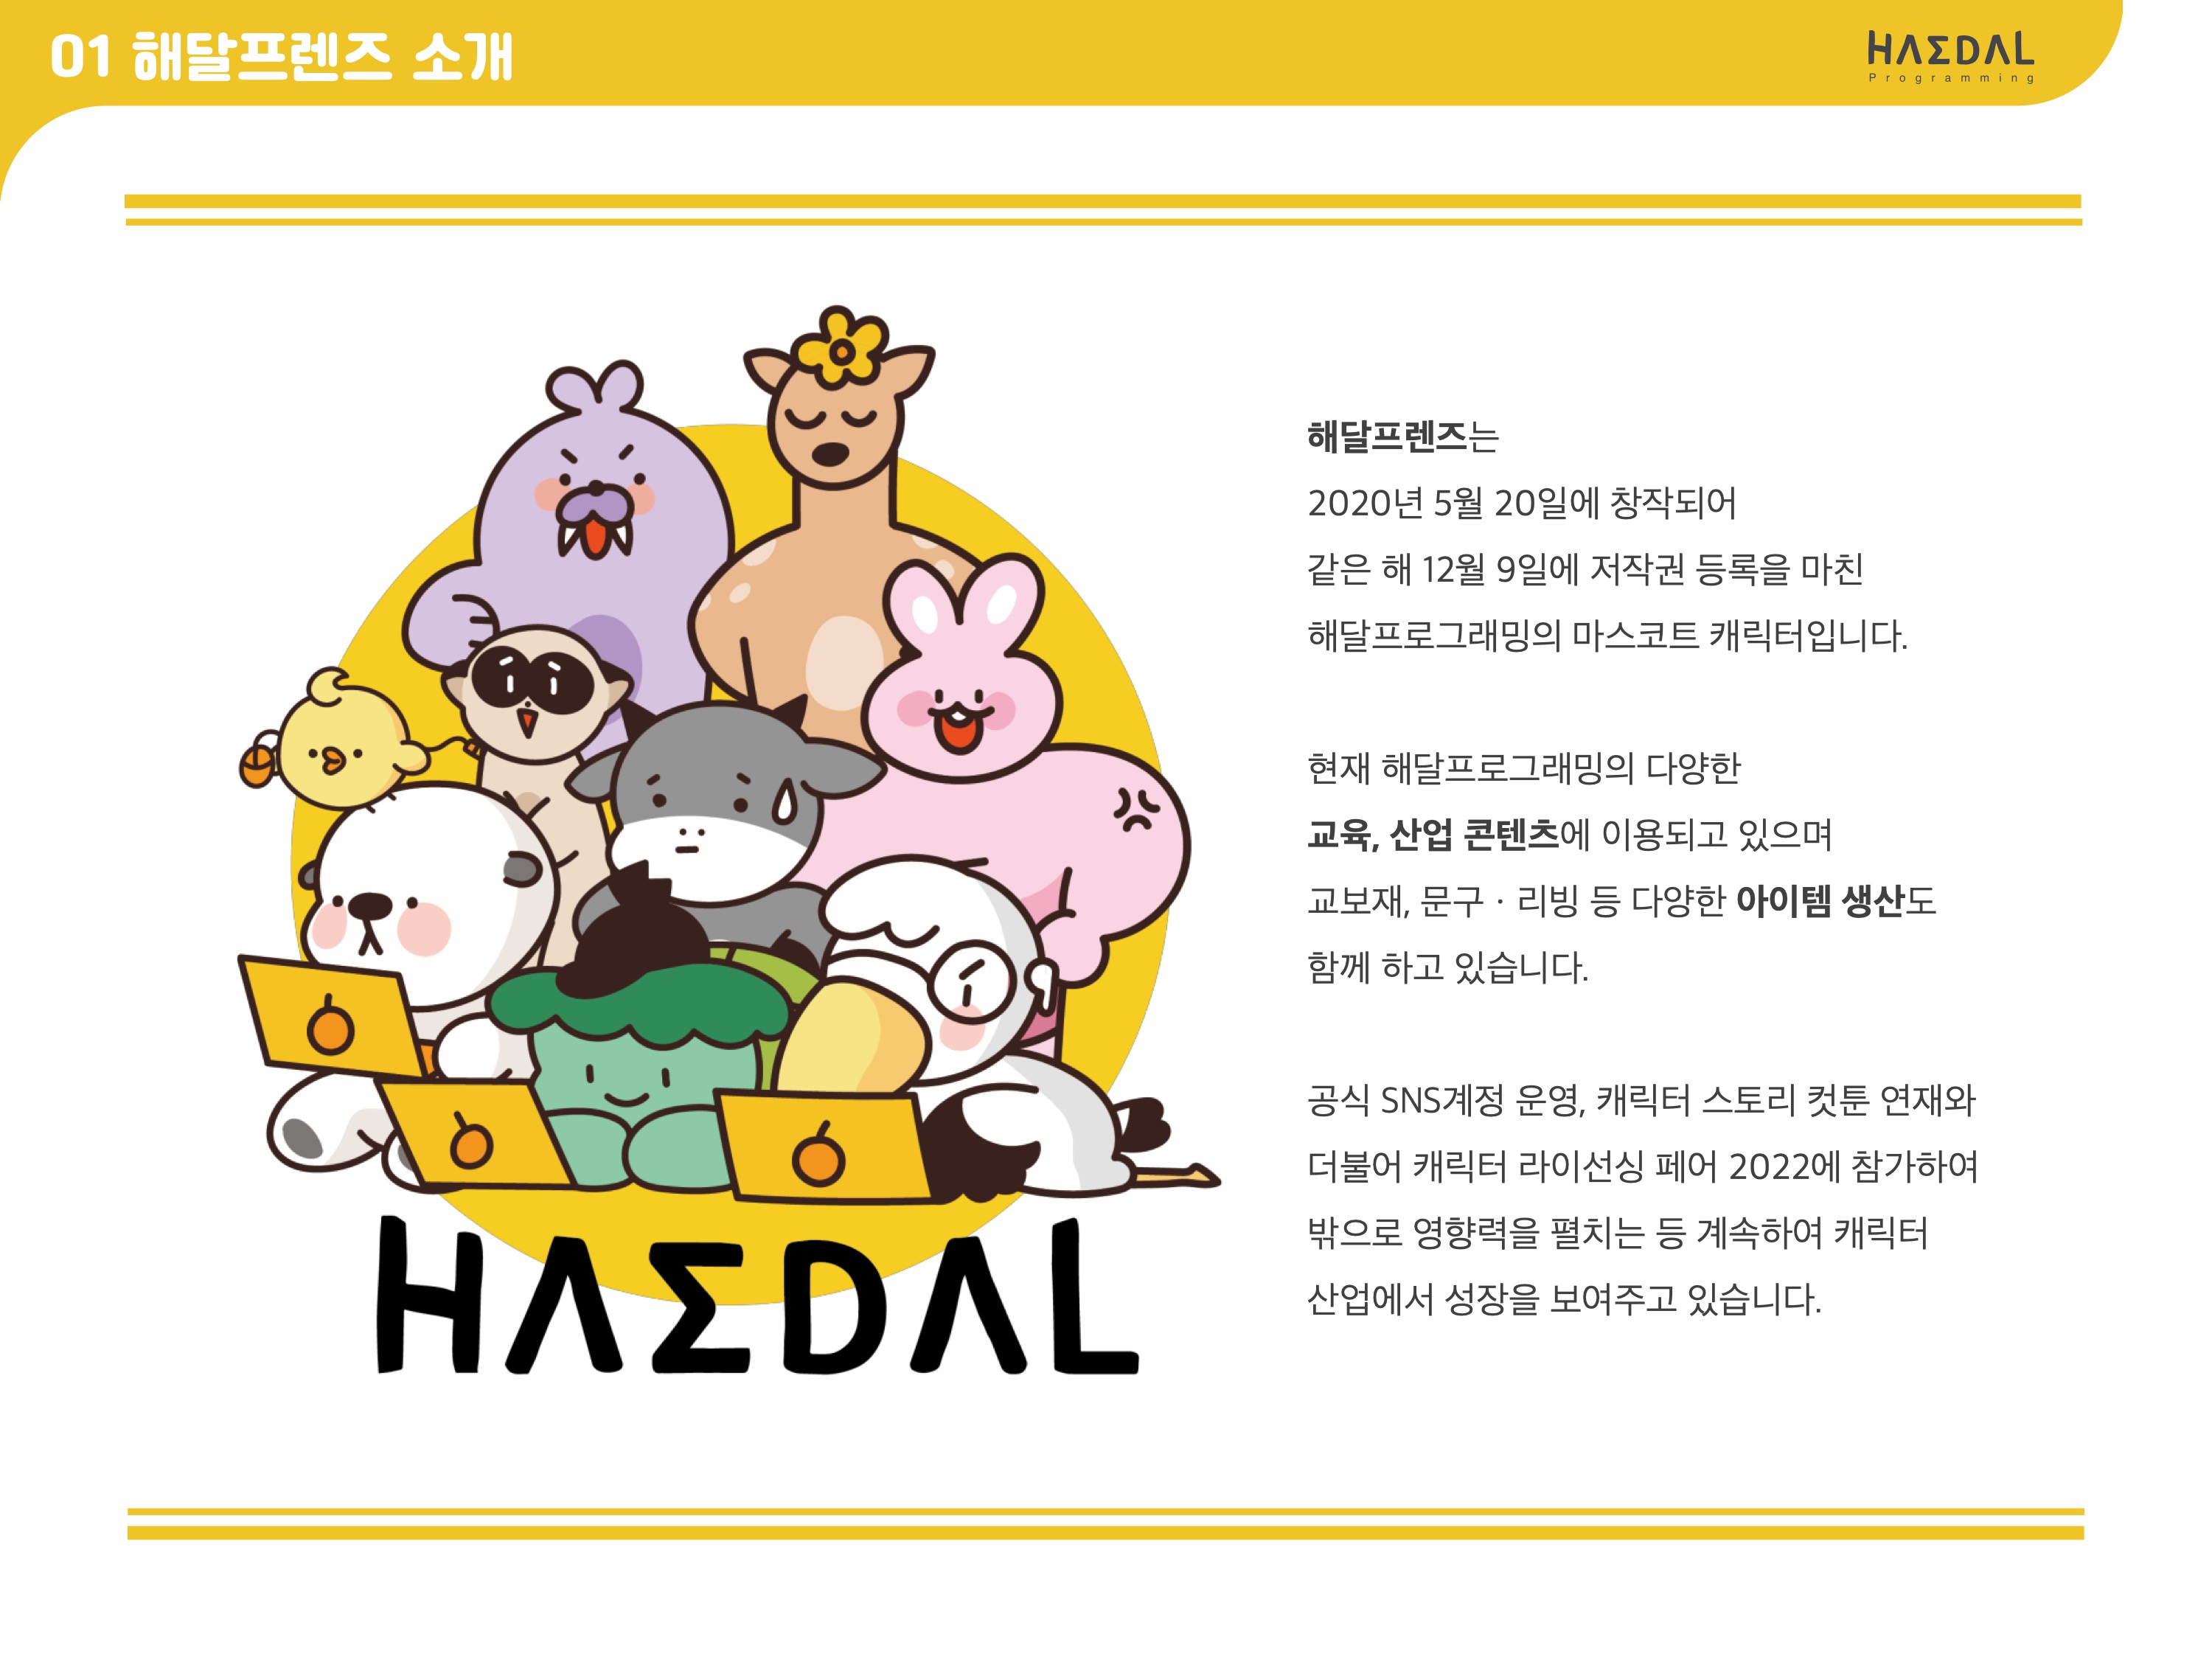 01 해달프렌즈 소개
HΛΣDΛL
Programming
해달프렌즈는
2020년 5월 20일에 창작되어
같은 해 12월 9일에 저작권 등록을 마친
해달프로그래밍의 마스코트 캐릭터입니다.
현재 해달프로그래밍의 다양한
교육, 산업 콘텐츠에 이용되고 있으며
교보재, 문구 · 리빙 등 다양한 아이템 생산도
함께 하고 있습니다.
공식 SNS계정 운영, 캐릭터 스토리 컷툰 연재와
더불어 캐릭터 라이선싱 페어 2022에 참가하여
밖으로 영향력을 펼치는 등 계속하여 캐릭터
산업에서 성장을 보여주고 있습니다.
HΛΣDΛL